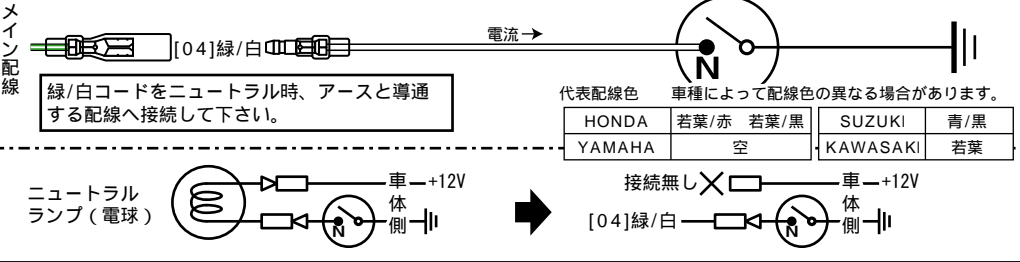 メイン配線
[04]緑/白
電流→
N
緑/白コードをニュートラル時、アースと導通
する配線へ接続して下さい。
代表配線色 車種によって配線色の異なる場合があります。
HONDA 若葉/赤 若葉/黒 SUZUKI 青/黒
YAMAHA 空 KAWASAKI 若葉
ニュートラル
ランプ(電球)
車体側
+12V
N
接続無し
[04]緑/白
車体側
+12V
N